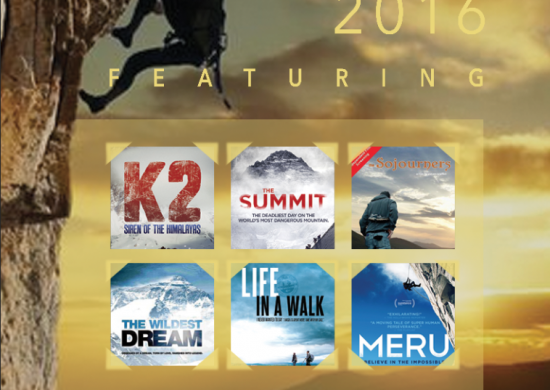 2016
FEATURING
K2
SIREN OF THE HIMALAYAS
THE
SUMMIT
THE DEADLIEST DAY ON THE
WORLD'S MOST DANGEROUS MOUNTAIN.
The Sojourners
THE WILDEST
DREAM
LIFE
IN A WALK
MERU
BELIEVE IN THE IMPOSSIBLE